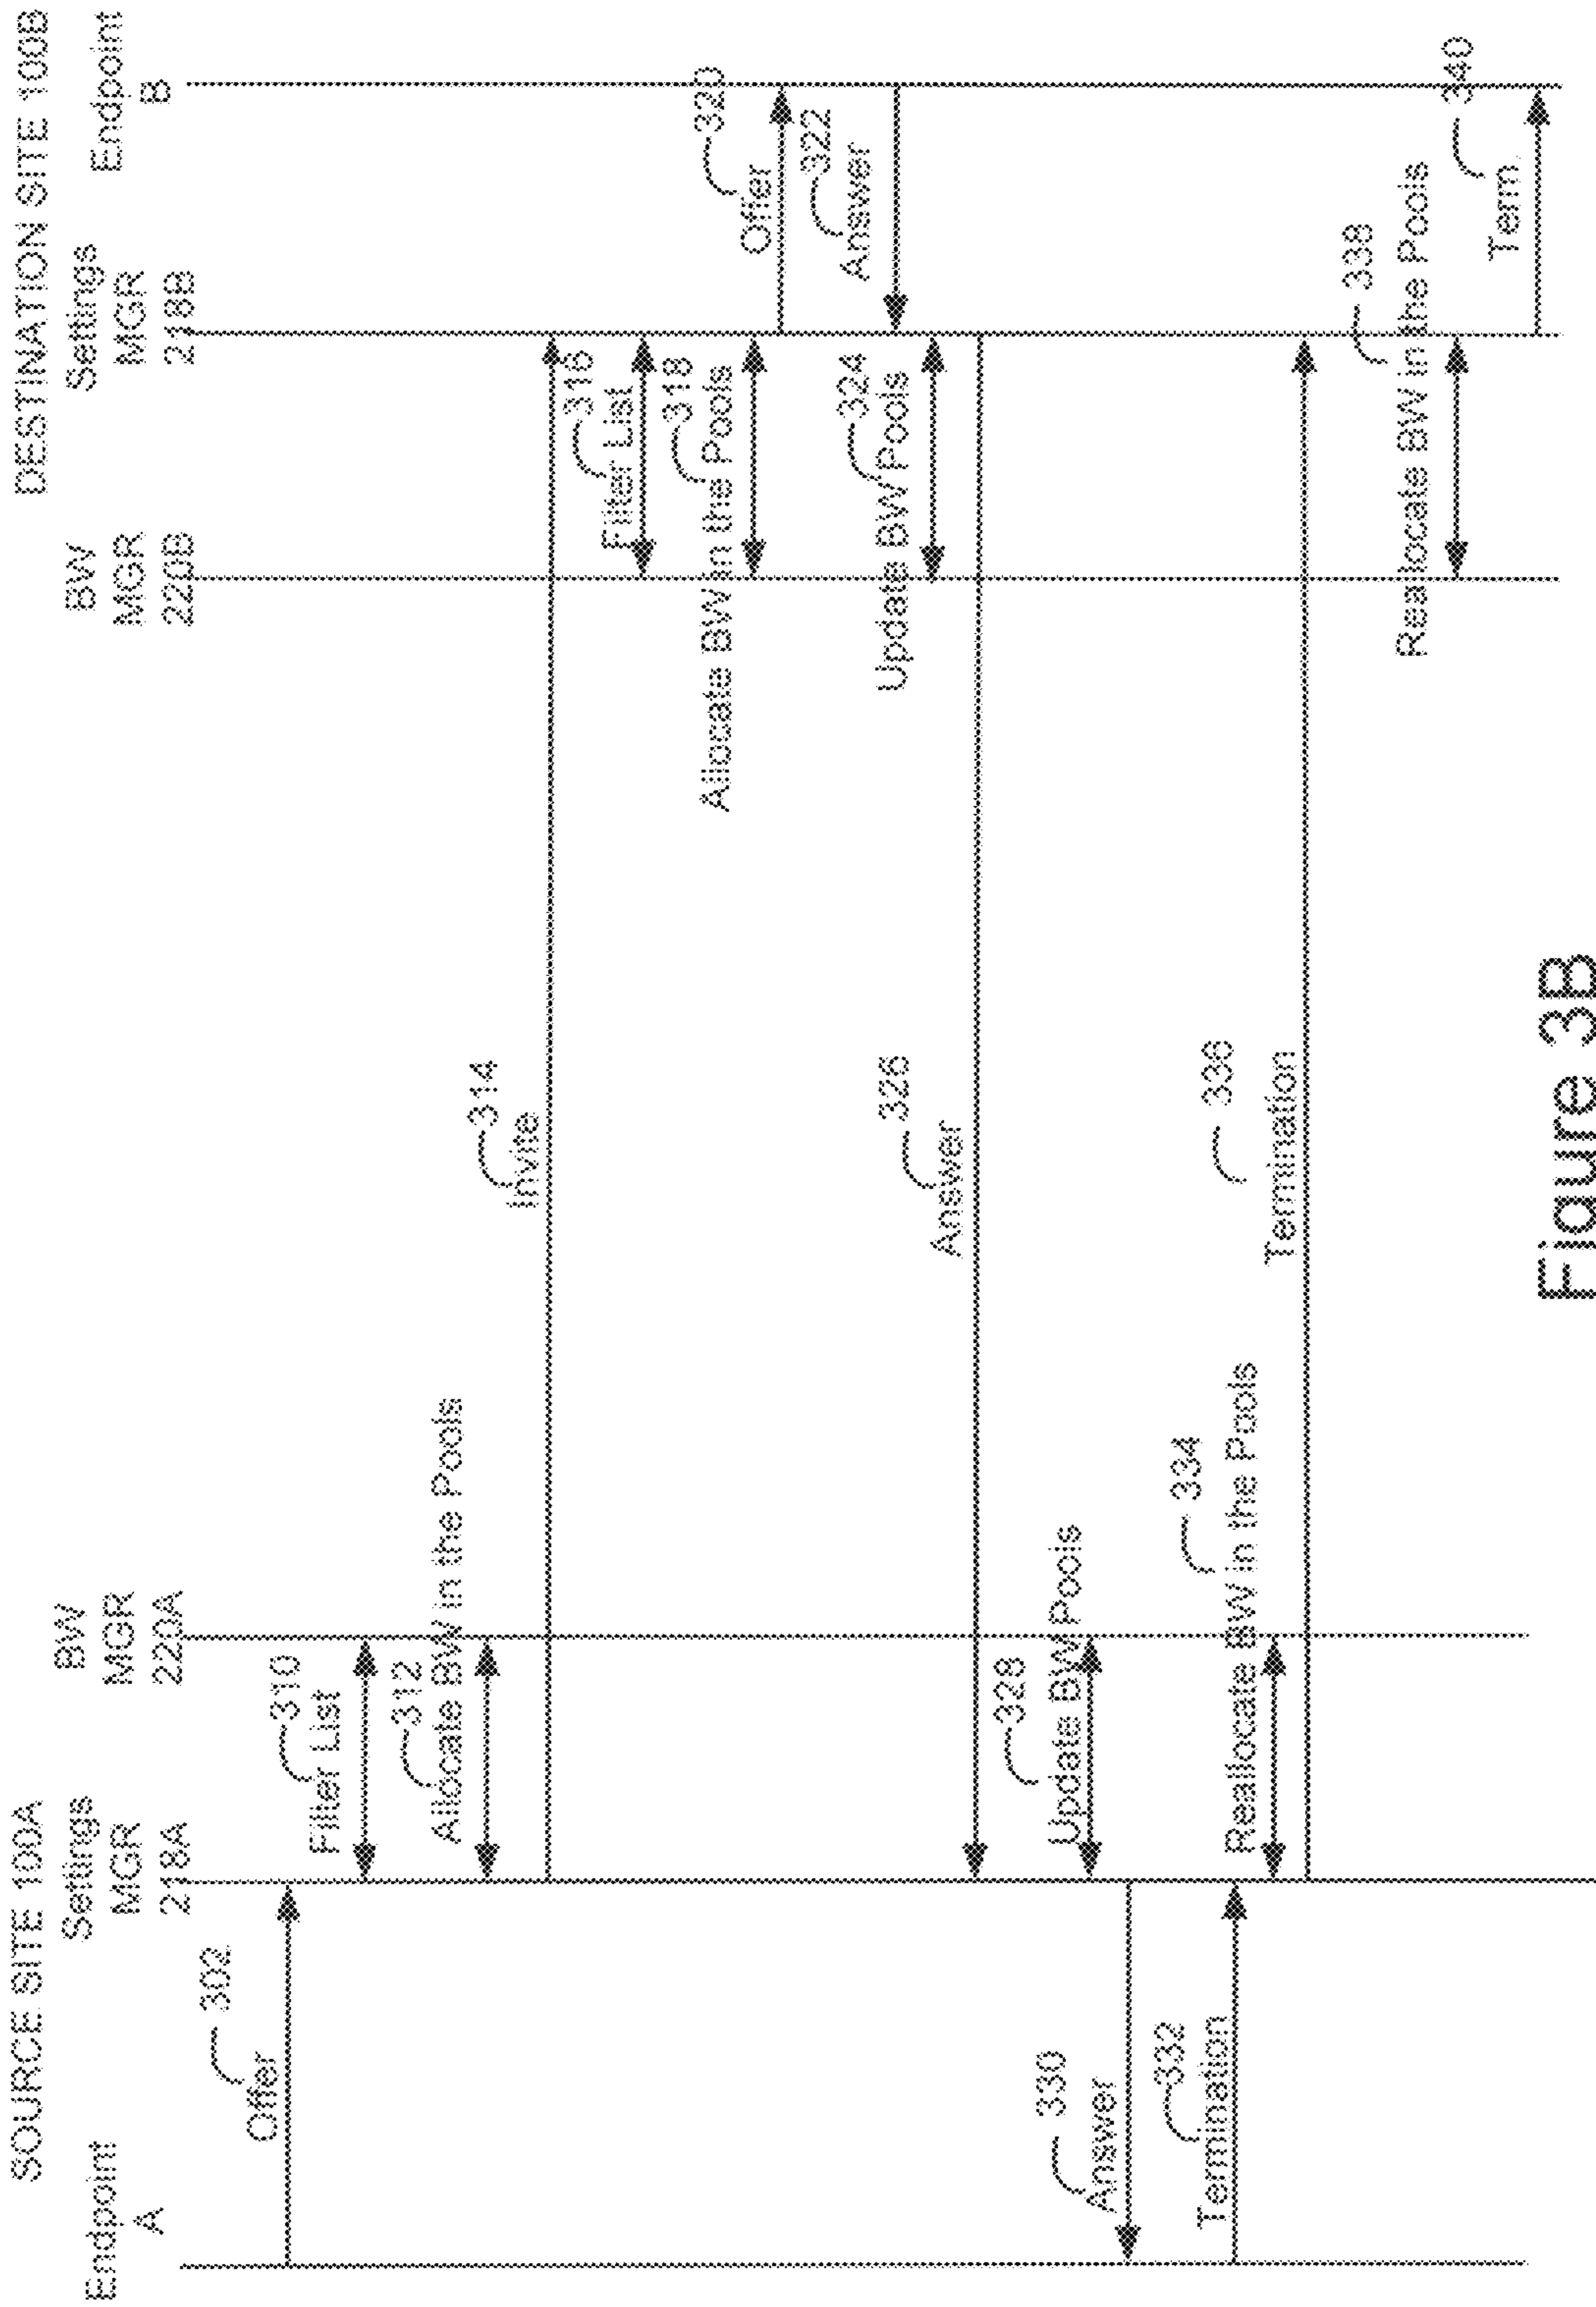 SOURCE SITE 100A
DESTINATION SITE 100B
Endpoint
A
Settings
MGR
218A
BW
MGR
220A
BW
MGR
220B
Settings
MGR
218B
Endpoint
B
302
Offer
310
Filter List
312
Allocate BW in the Pools
314
Invite
316
Filter List
318
Allocate BW in the Pools
320
Offer
322
Answer
324
Update BW Pools
326
Answer
328
Update BW Pools
330
Answer
332
Termination
334
Reallocate BW in the Pools
336
Termination
338
Reallocate BW in the Pools
340
Term.
Figure 3B